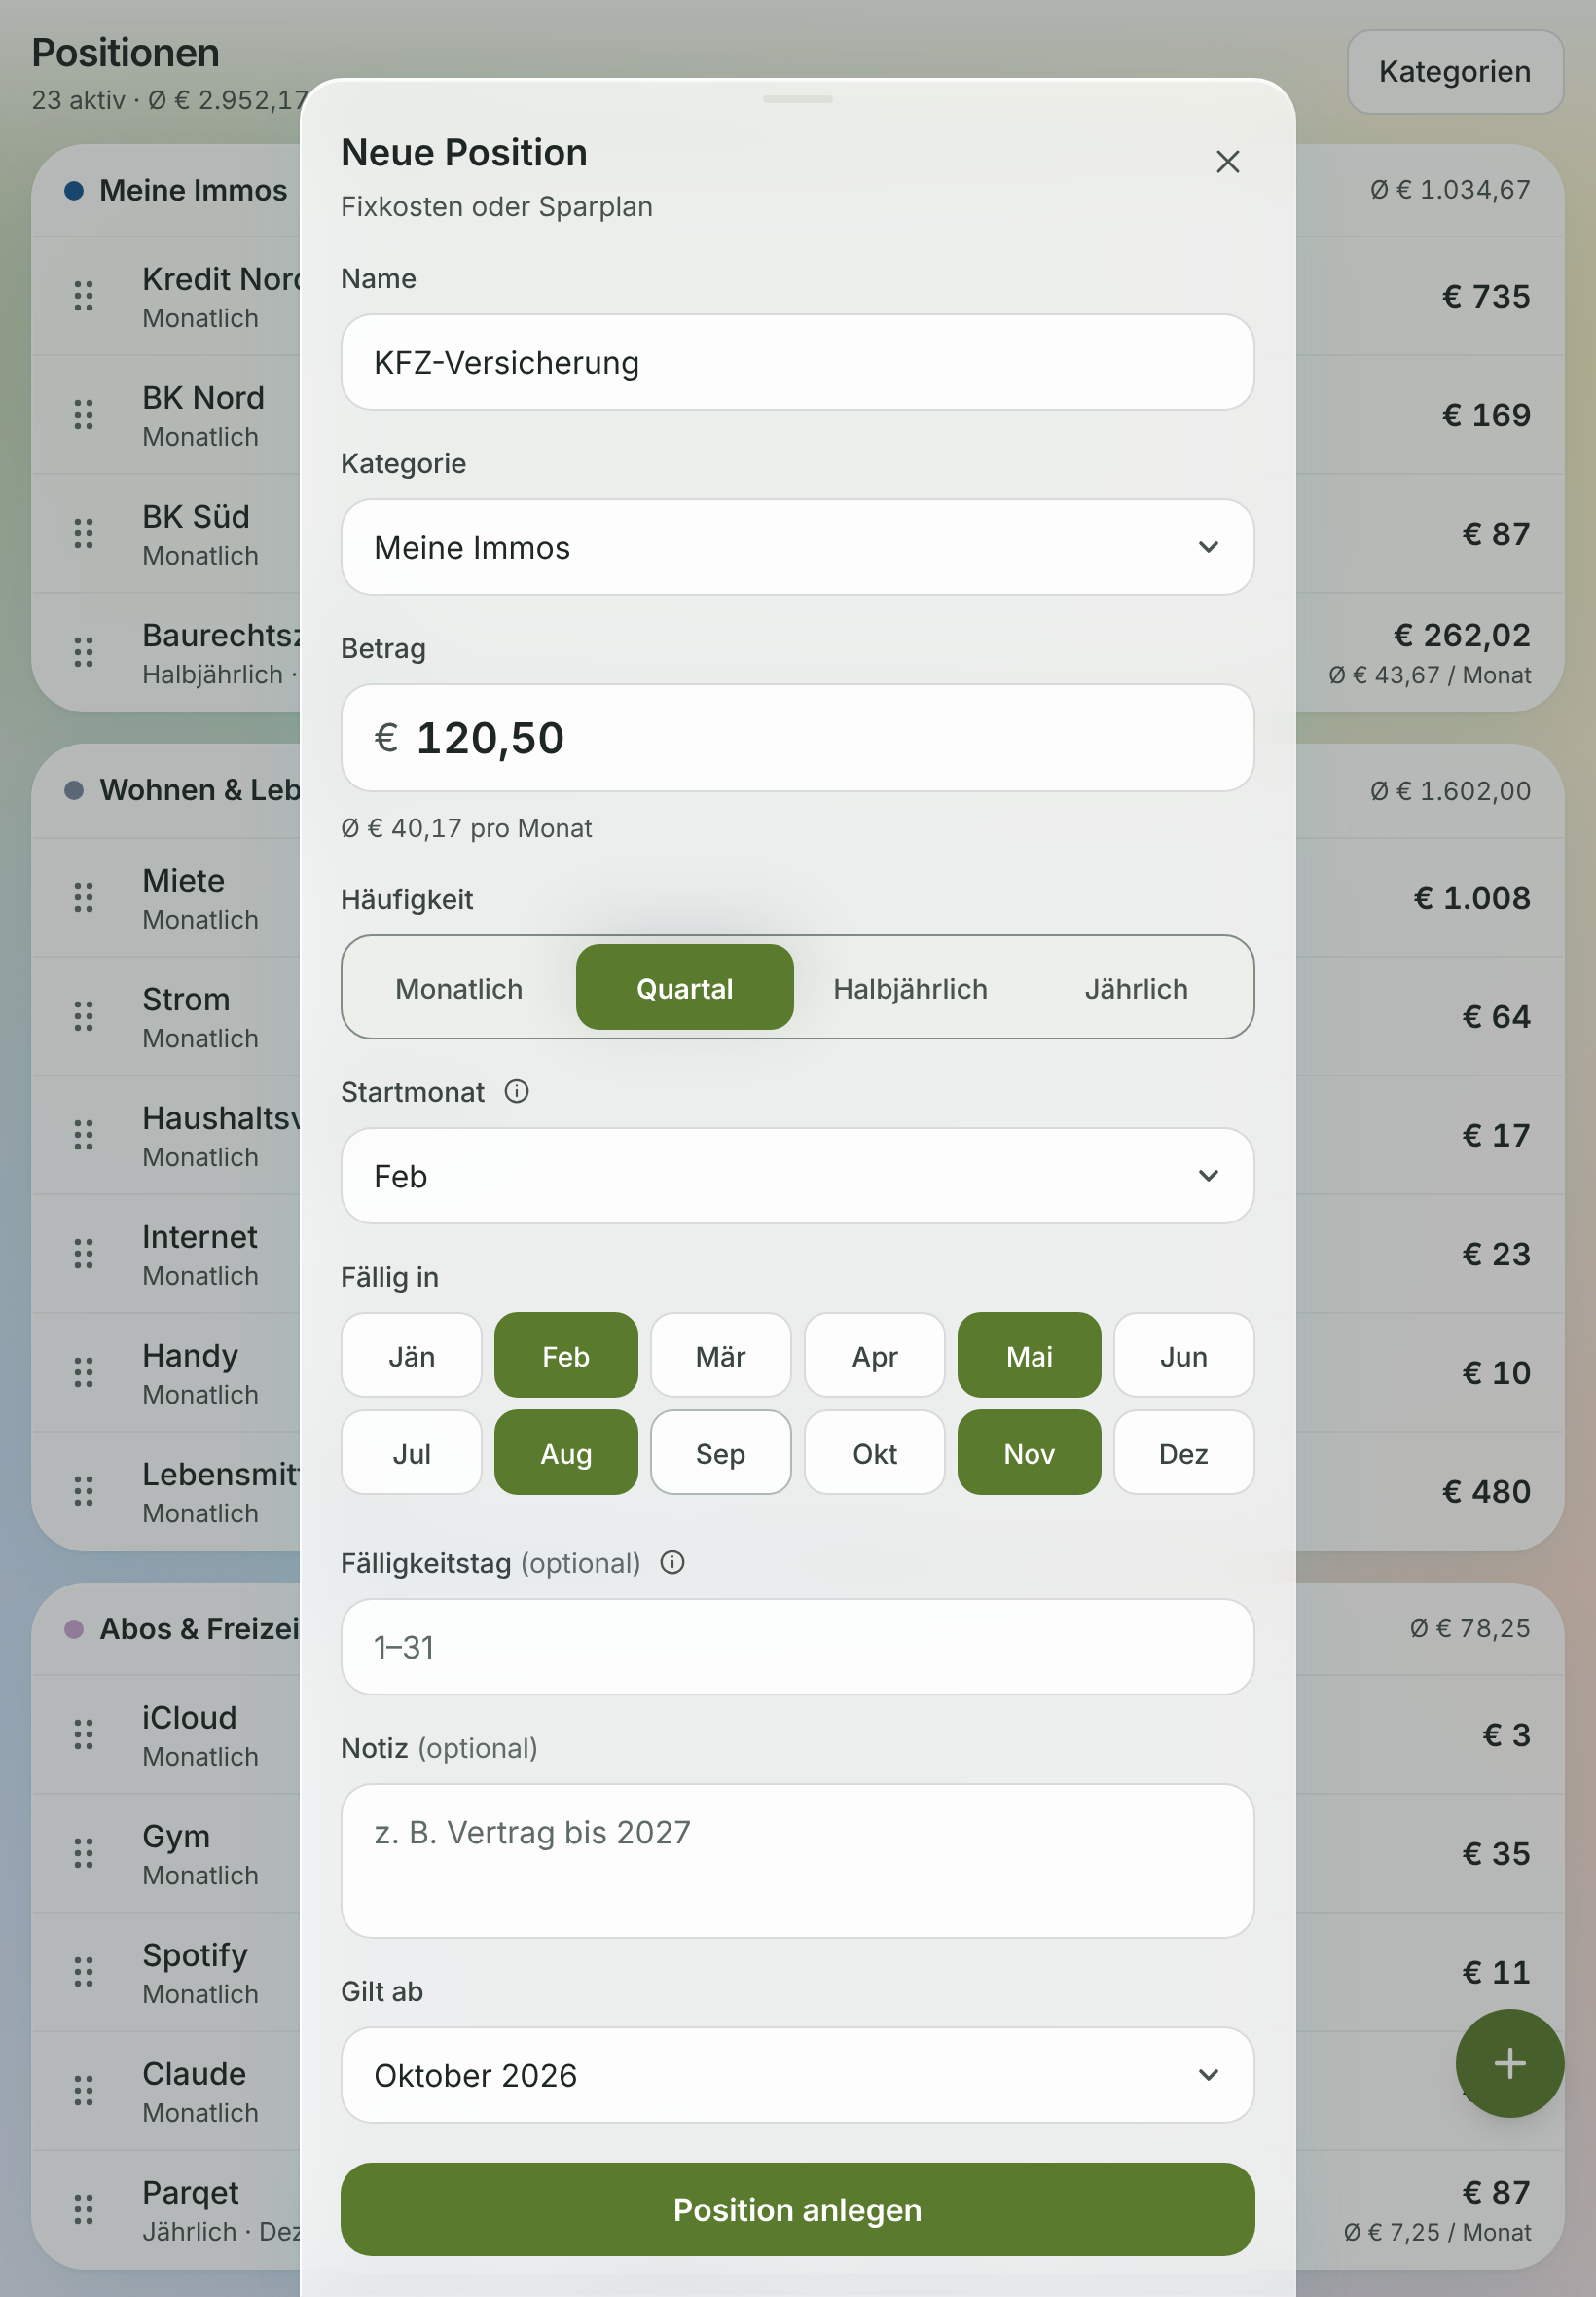 Positionen
23 aktiv · Ø € 2.952,17
Kategorien
Meine Immos
Ø € 1.034,67
Kredit
Monatlich
€ 735
BK Nord
Monatlich
€ 169
BK Süd
Monatlich
€ 87
Halbjährlich ·
€ 262,02
Ø € 43,67 / Monat
Wohnen &
Ø € 1.602,00
Miete
Monatlich
€ 1.008
Strom
Monatlich
€ 64
Monatlich
€ 17
Internet
Monatlich
€ 23
Handy
Monatlich
€ 10
Monatlich
€ 480
Abos &
Ø € 78,25
iCloud
Monatlich
€ 3
Gym
Monatlich
€ 35
Spotify
Monatlich
€ 11
Claude
Monatlich
Parqet
Jährlich · Dez
€ 87
Ø € 7,25 / Monat
Neue Position
Fixkosten oder Sparplan
Name
KFZ-Versicherung
Kategorie
Meine Immos
Betrag
€ 120,50
Ø € 40,17 pro Monat
Häufigkeit
Monatlich Quartal Halbjährlich Jährlich
Startmonat
Feb
Fällig in
Jän Feb Mär Apr Mai Jun
Jul Aug Sep Okt Nov Dez
Fälligkeitstag (optional)
1–31
Notiz (optional)
z. B. Vertrag bis 2027
Gilt ab
Oktober 2026
Position anlegen